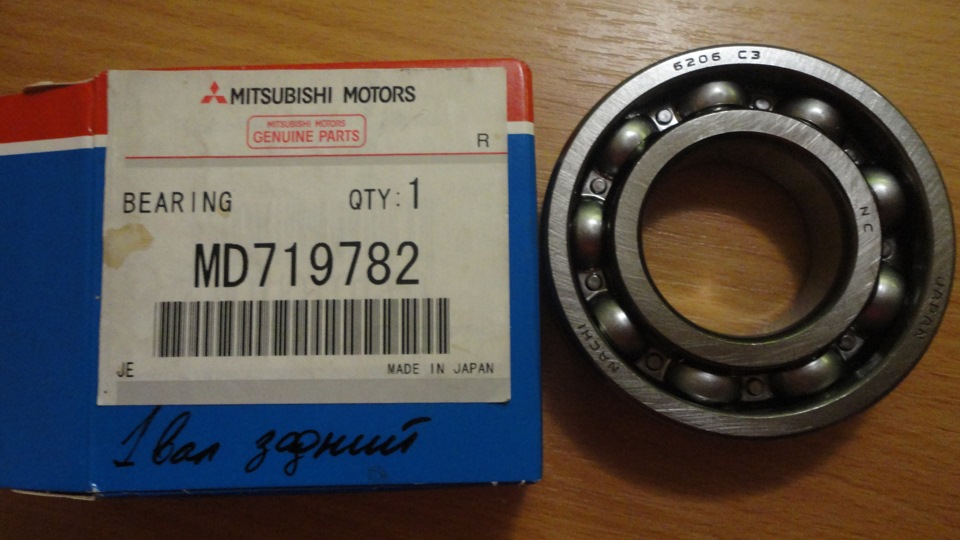 MITSUBISHI MOTORS
MITSUBISHI MOTORS
GENUINE PARTS
R
BEARING QTY: 1
MD719782
JE MADE IN JAPAN
1 вал задний
6206 C3
NC
JAPAN
NACHI